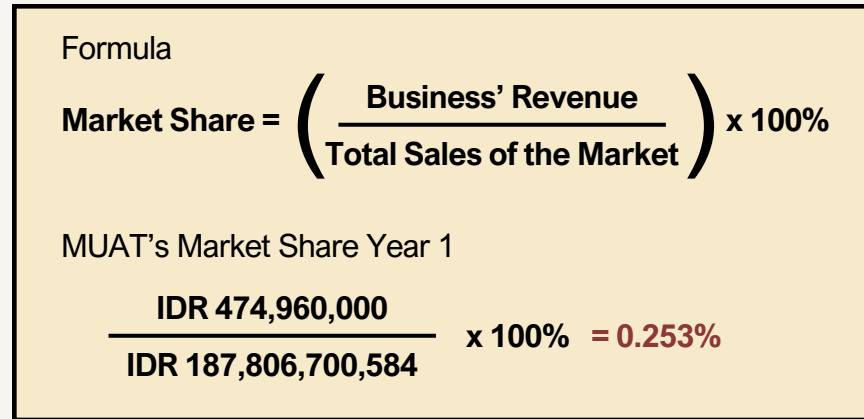 Formula
Market Share = ( Business’ Revenue / Total Sales of the Market ) x 100%
MUAT’s Market Share Year 1
IDR 474,960,000 / IDR 187,806,700,584 x 100% = 0.253%